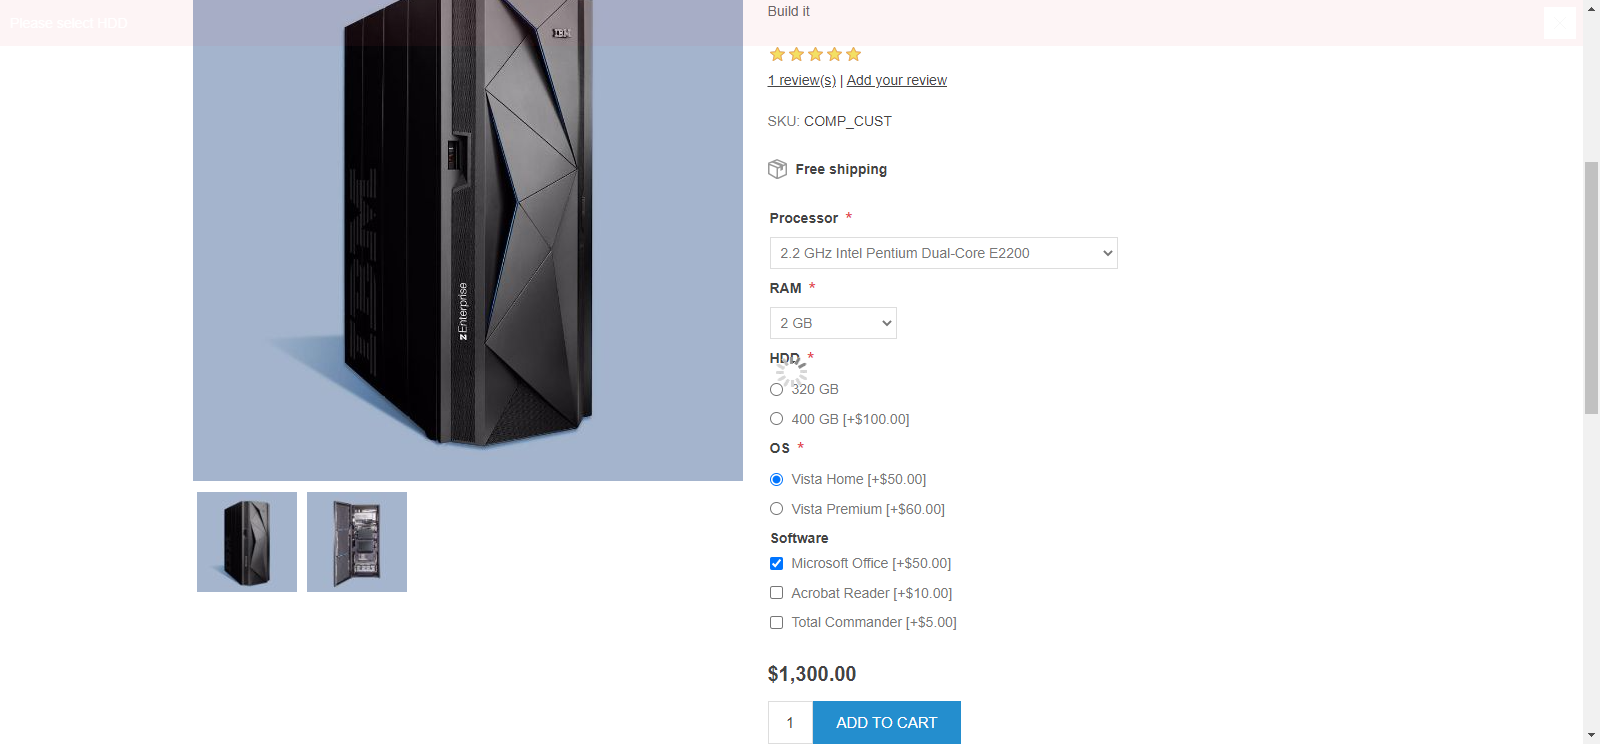 Please select HDD
Build it
1 review(s) | Add your review
SKU: COMP_CUST
Free shipping
Processor *
2.2 GHz Intel Pentium Dual-Core E2200
RAM *
2 GB
HDD *
320 GB
400 GB [+$100.00]
OS *
Vista Home [+$50.00]
Vista Premium [+$60.00]
Software
Microsoft Office [+$50.00]
Acrobat Reader [+$10.00]
Total Commander [+$5.00]
$1,300.00
1 ADD TO CART
IBM
IBM
zEnterprise